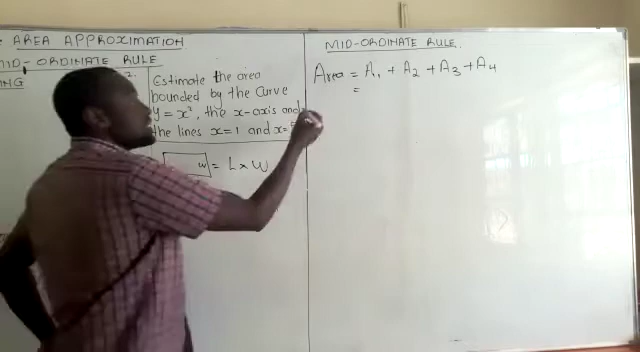 AREA APPROXIMATION
MID-ORDINATE RULE
2.
Estimate the area
bounded by the curve
y = x², the x-axis and
the lines x=1 and x=
w = L x W
MID-ORDINATE RULE.
Area = A₁ + A₂ + A₃ + A₄
=